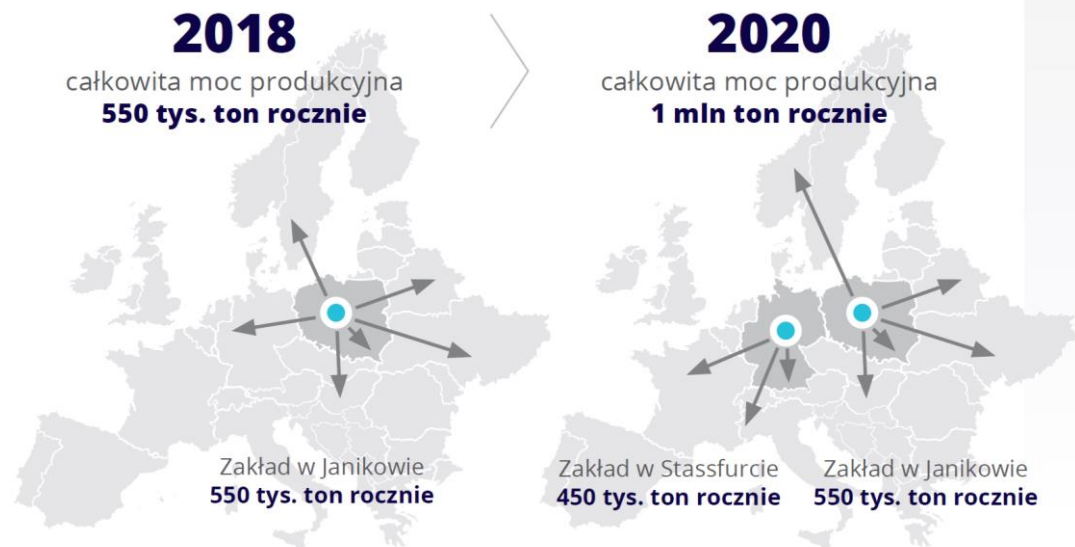 2018
całkowita moc produkcyjna
550 tys. ton rocznie
Zakład w Janikowie
550 tys. ton rocznie
2020
całkowita moc produkcyjna
1 mln ton rocznie
Zakład w Stassfurcie
450 tys. ton rocznie
Zakład w Janikowie
550 tys. ton rocznie